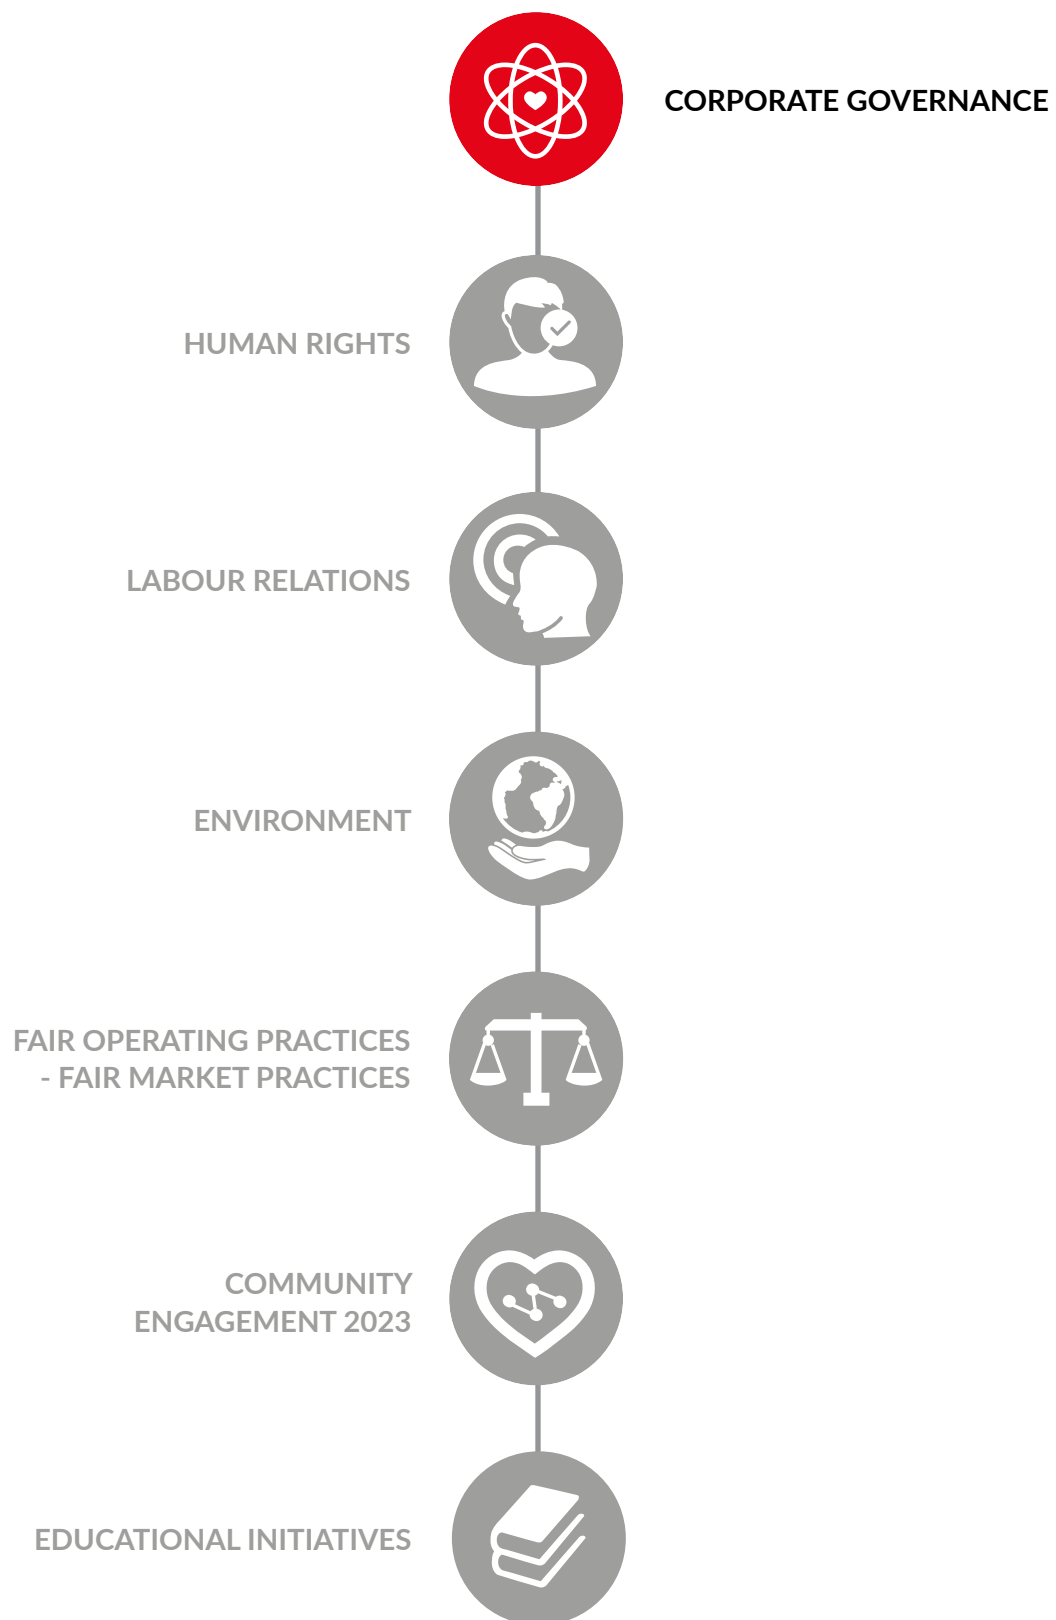 CORPORATE GOVERNANCE
HUMAN RIGHTS
LABOUR RELATIONS
ENVIRONMENT
FAIR OPERATING PRACTICES
- FAIR MARKET PRACTICES
COMMUNITY
ENGAGEMENT 2023
EDUCATIONAL INITIATIVES